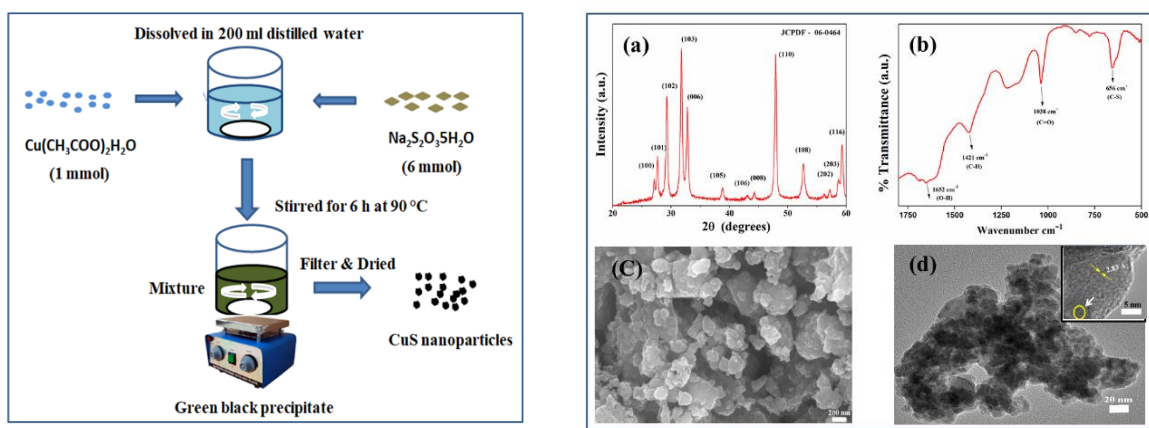 Dissolved in 200 ml distilled water
Cu(CH₃COO)₂H₂O
(1 mmol)
Na₂S₂O₃5H₂O
(6 mmol)
Stirred for 6 h at 90 °C
Mixture
Filter & Dried
CuS nanoparticles
Green black precipitate
(a)
JCPDF - 06-0464
Intensity (a.u.)
(100)
(101)
(102)
(103)
(006)
(105)
(106)
(008)
(110)
(108)
(202)
(203)
(116)
20 30 40 50 60
2θ (degrees)
(b)
% Transmittance (a.u.)
1652 cm⁻¹
(O-H)
1421 cm⁻¹
(C-H)
1038 cm⁻
(C=O)
656 cm⁻
(C-S)
1800 1500 1250 1000 750 500
Wavenumber cm⁻¹
(C)
200 nm
(d)
2.83 Å
5 nm
20 nm